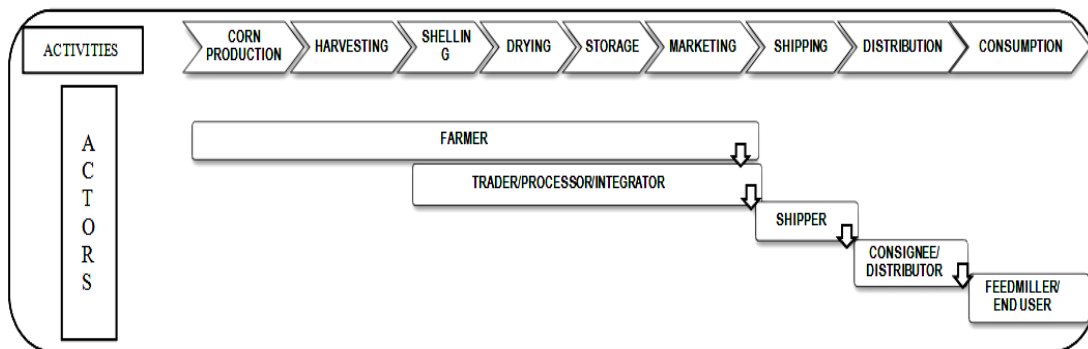 ACTIVITIES
CORN
PRODUCTION
HARVESTING
SHELLIN
G
DRYING
STORAGE
MARKETING
SHIPPING
DISTRIBUTION
CONSUMPTION
A
C
T
O
R
S
FARMER
TRADER/PROCESSOR/INTEGRATOR
SHIPPER
CONSIGNEE/
DISTRIBUTOR
FEEDMILLER/
END USER